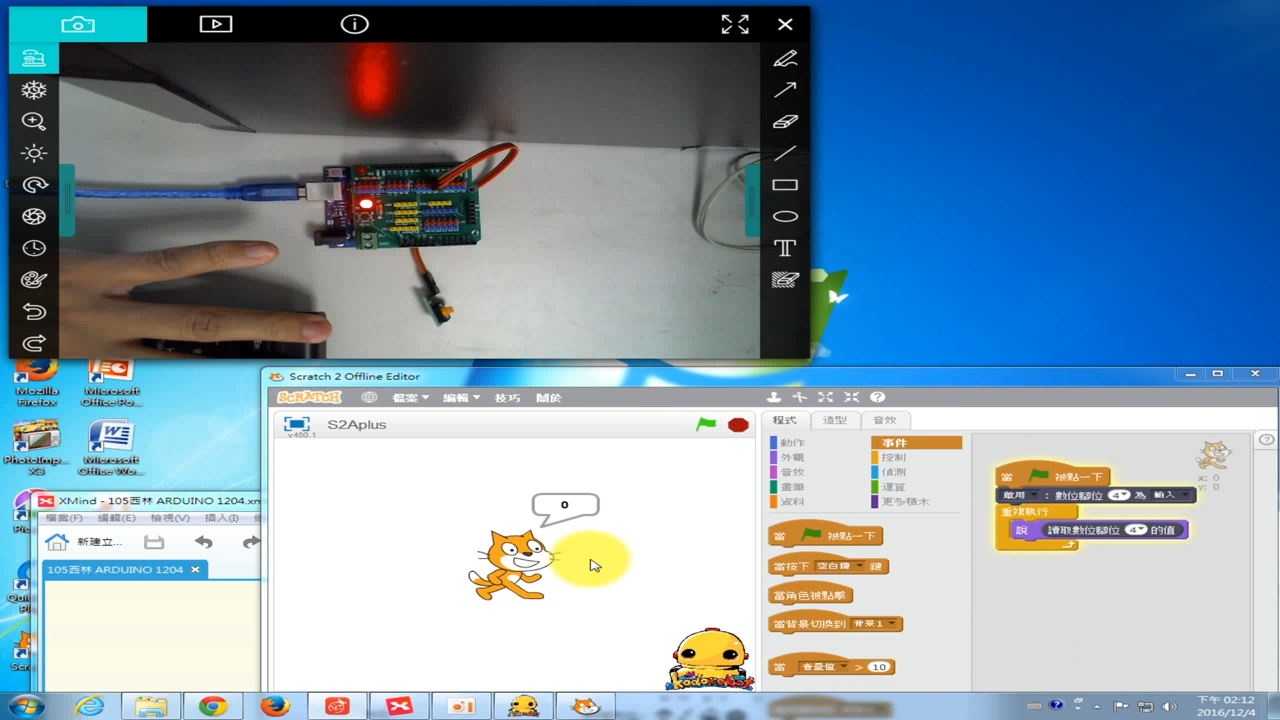 Mozilla
Firefox
Microsoft
Office Po...
PhotoImp...
X3
Microsoft
Office Wo...
XMind - 105西林 ARDUINO 1204.xm
檔案(F) 編輯(E) 檢視(V) 插入(I)
新建立...
105西林 ARDUINO 1204
Scratch 2 Offline Editor
SCRATCH 檔案 編輯 技巧 關於
S2Aplus
v450.1
0
程式 造型 音效
動作 事件
外觀 控制
音效 偵測
畫筆 運算
資料 更多積木
當 被點一下
當按下 空白鍵 鍵
當角色被點擊
當背景切換到 背景1
當 音量值 > 10
x: 0
y: 0
當 被點一下
啟用 : 數位腳位 4 為 輸入
重複執行
說 讀取數位腳位 4 的值
下午 02:12
2016/12/4